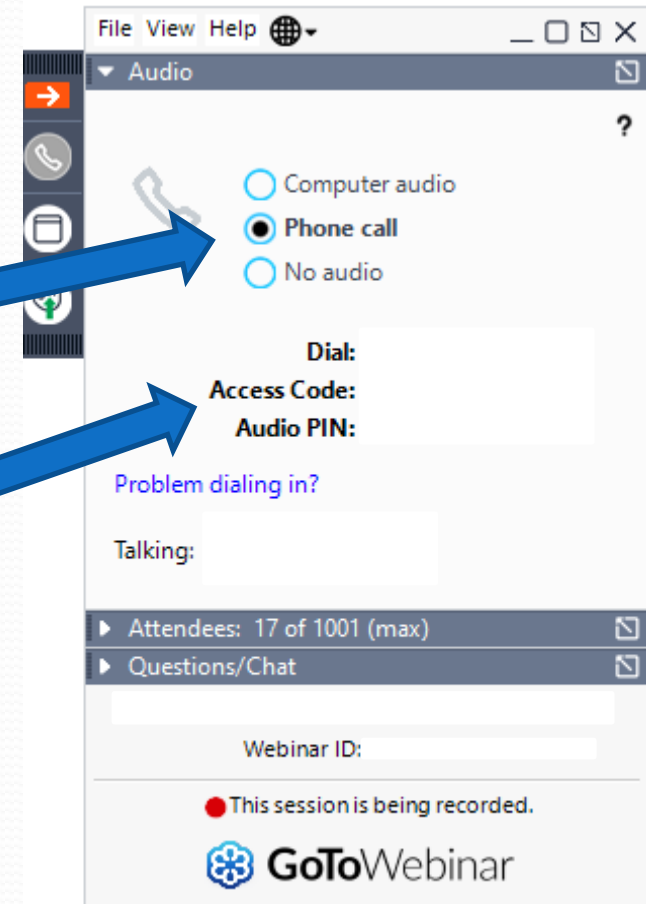 File View Help
Audio
?
Computer audio
Phone call
No audio
Dial:
Access Code:
Audio PIN:
Problem dialing in?
Talking:
Attendees: 17 of 1001 (max)
Questions/Chat
Webinar ID:
This session is being recorded.
GoToWebinar